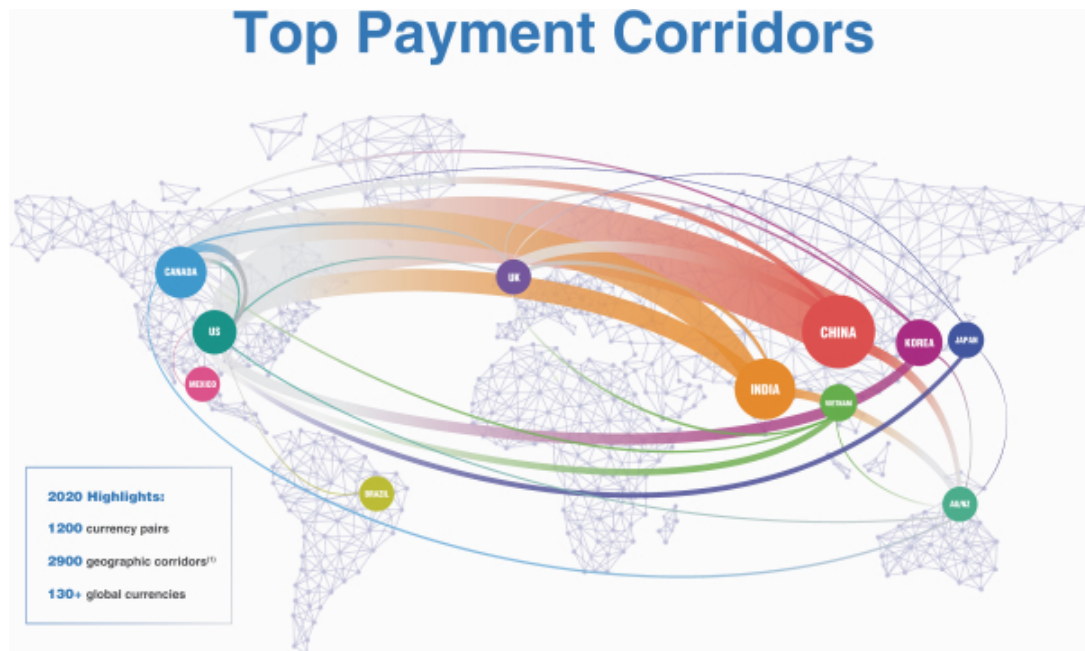 Top Payment Corridors
CANADA
UK
US
CHINA
KOREA
JAPAN
MEXICO
INDIA
VIETNAM
BRAZIL
AU/NZ
2020 Highlights:
1200 currency pairs
2900 geographic corridors(1)
130+ global currencies